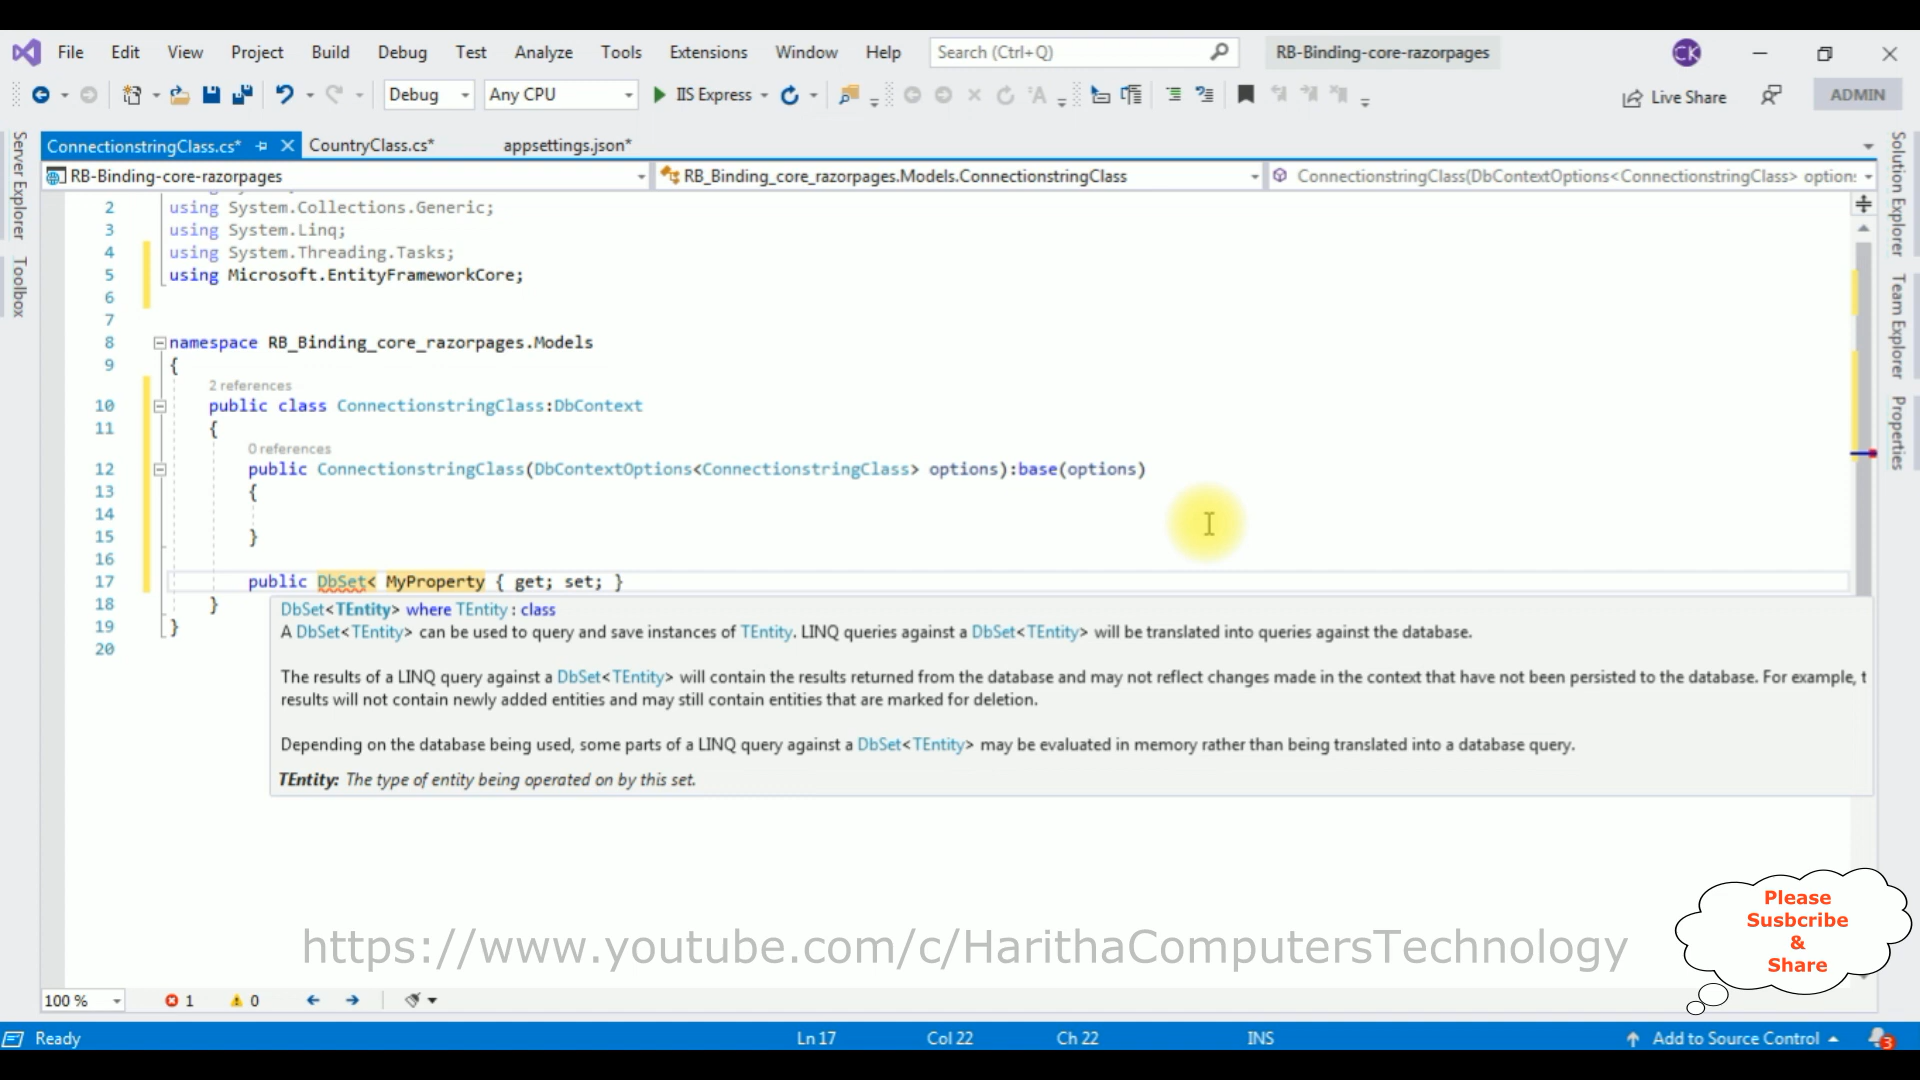 File Edit View Project Build Debug Test Analyze Tools Extensions Window Help Search (Ctrl+Q) RB-Binding-core-razorpages CK
Debug Any CPU IIS Express Live Share ADMIN
ConnectionstringClass.cs* CountryClass.cs* appsettings.json*
RB-Binding-core-razorpages RB_Binding_core_razorpages.Models.ConnectionstringClass ConnectionstringClass(DbContextOptions<ConnectionstringClass> options
Server Explorer
Toolbox
Solution Explorer
Team Explorer
Properties
2 using System.Collections.Generic;
3 using System.Linq;
4 using System.Threading.Tasks;
5 using Microsoft.EntityFrameworkCore;
6
7
8 namespace RB_Binding_core_razorpages.Models
9 {
2 references
10 public class ConnectionstringClass:DbContext
11 {
0 references
12 public ConnectionstringClass(DbContextOptions<ConnectionstringClass> options):base(options)
13 {
14
15 }
16
17 public DbSet< MyProperty { get; set; }
18 }
19 }
20
DbSet<TEntity> where TEntity : class
A DbSet<TEntity> can be used to query and save instances of TEntity. LINQ queries against a DbSet<TEntity> will be translated into queries against the database.
The results of a LINQ query against a DbSet<TEntity> will contain the results returned from the database and may not reflect changes made in the context that have not been persisted to the database. For example, t
results will not contain newly added entities and may still contain entities that are marked for deletion.
Depending on the database being used, some parts of a LINQ query against a DbSet<TEntity> may be evaluated in memory rather than being translated into a database query.
TEntity: The type of entity being operated on by this set.
Please
Susbcribe
&
Share
https://www.youtube.com/c/HarithaComputersTechnology
100 % 1 0
Ready Ln 17 Col 22 Ch 22 INS Add to Source Control 3